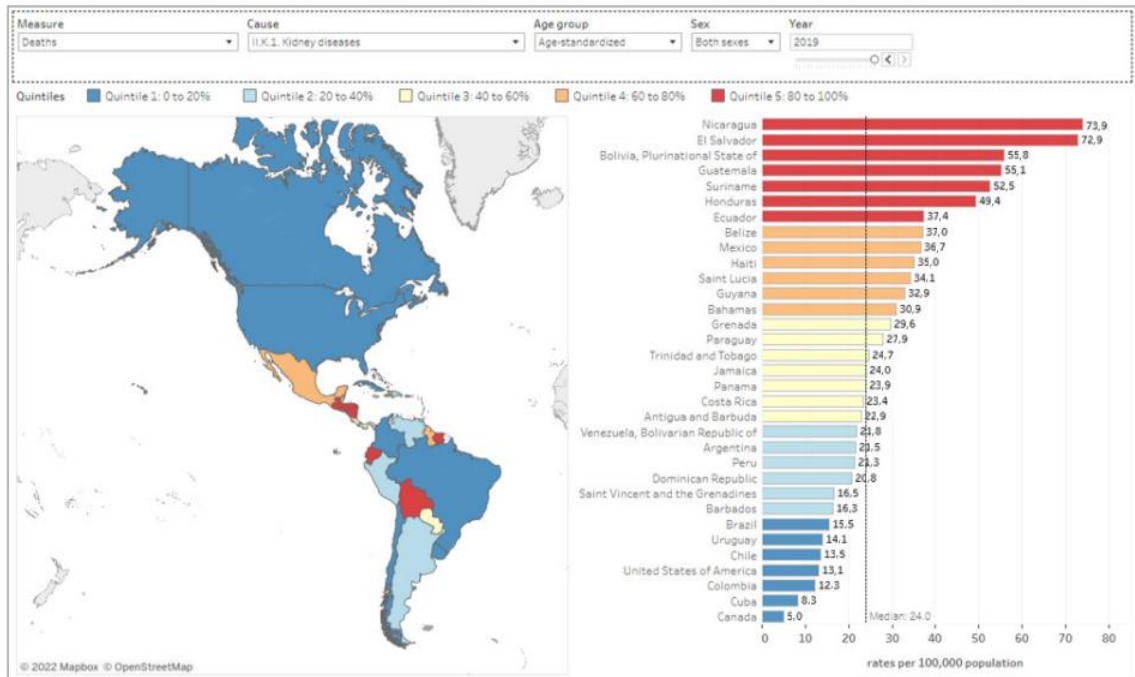 Measure Cause Age group Sex Year
Deaths II.K.1. Kidney diseases Age-standardized Both sexes 2019
Quintiles Quintile 1: 0 to 20% Quintile 2: 20 to 40% Quintile 3: 40 to 60% Quintile 4: 60 to 80% Quintile 5: 80 to 100%
Nicaragua 73,9
El Salvador 72,9
Bolivia, Plurinational State of 55,8
Guatemala 55,1
Suriname 52,5
Honduras 49,4
Ecuador 37,4
Belize 37,0
Mexico 36,7
Haiti 35,0
Saint Lucia 34,1
Guyana 32,9
Bahamas 30,9
Grenada 29,6
Paraguay 27,9
Trinidad and Tobago 24,7
Jamaica 24,0
Panama 23,9
Costa Rica 23,4
Antigua and Barbuda 22,9
Venezuela, Bolivarian Republic of 21,8
Argentina 21,5
Peru 21,3
Dominican Republic 20,8
Saint Vincent and the Grenadines 16,5
Barbados 16,3
Brazil 15,5
Uruguay 14,1
Chile 13,5
United States of America 13,1
Colombia 12,3
Cuba 8,3
Canada 5,0 Median: 24.0
0 10 20 30 40 50 60 70 80
rates per 100,000 population
© 2022 Mapbox © OpenStreetMap